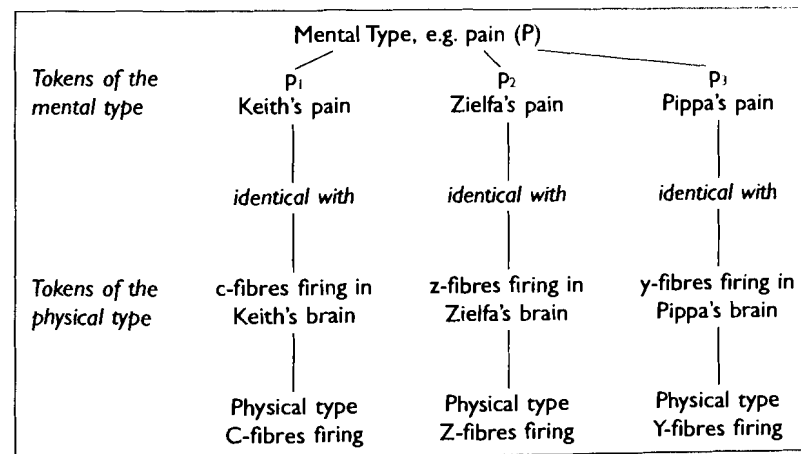 Mental Type, e.g. pain (P)
Tokens of the
mental type
P1
Keith's pain
P2
Zielfa's pain
P3
Pippa's pain
identical with
identical with
identical with
Tokens of the
physical type
c-fibres firing in
Keith's brain
z-fibres firing in
Zielfa's brain
y-fibres firing in
Pippa's brain
Physical type
C-fibres firing
Physical type
Z-fibres firing
Physical type
Y-fibres firing